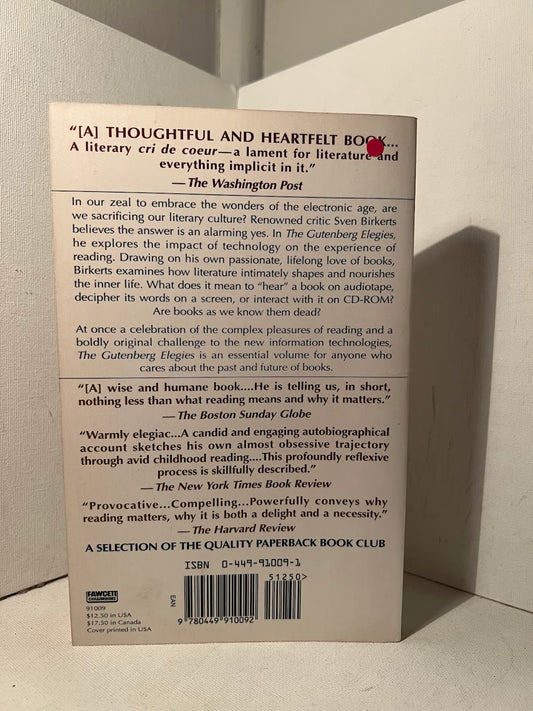 "[A] THOUGHTFUL AND HEARTFELT BOOK...
A literary cri de coeur—a lament for literature and
everything implicit in it."
—The Washington Post
In our zeal to embrace the wonders of the electronic age, are
we sacrificing our literary culture? Renowned critic Sven Birkerts
believes the answer is an alarming yes. In The Gutenberg Elegies,
he explores the impact of technology on the experience of
reading. Drawing on his own passionate, lifelong love of books,
Birkerts examines how literature intimately shapes and nourishes
the inner life. What does it mean to "hear" a book on audiotape,
decipher its words on a screen, or interact with it on CD-ROM?
Are books as we know them dead?
At once a celebration of the complex pleasures of reading and a
boldly original challenge to the new information technologies,
The Gutenberg Elegies is an essential volume for anyone who
cares about the past and future of books.
"[A] wise and humane book....He is telling us, in short,
nothing less than what reading means and why it matters."
—The Boston Sunday Globe
"Warmly elegiac...A candid and engaging autobiographical
account sketches his own almost obsessive trajectory
through avid childhood reading....This profoundly reflexive
process is skillfully described."
—The New York Times Book Review
"Provocative...Compelling...Powerfully conveys why
reading matters, why it is both a delight and a necessity."
—The Harvard Review
A SELECTION OF THE QUALITY PAPERBACK BOOK CLUB
ISBN 0-449-91009-1
51250>
EAN
9 780449 910092
FAWCETT
COLUMBINE
91009
$12.50 in USA
$17.50 in Canada
Cover printed in USA